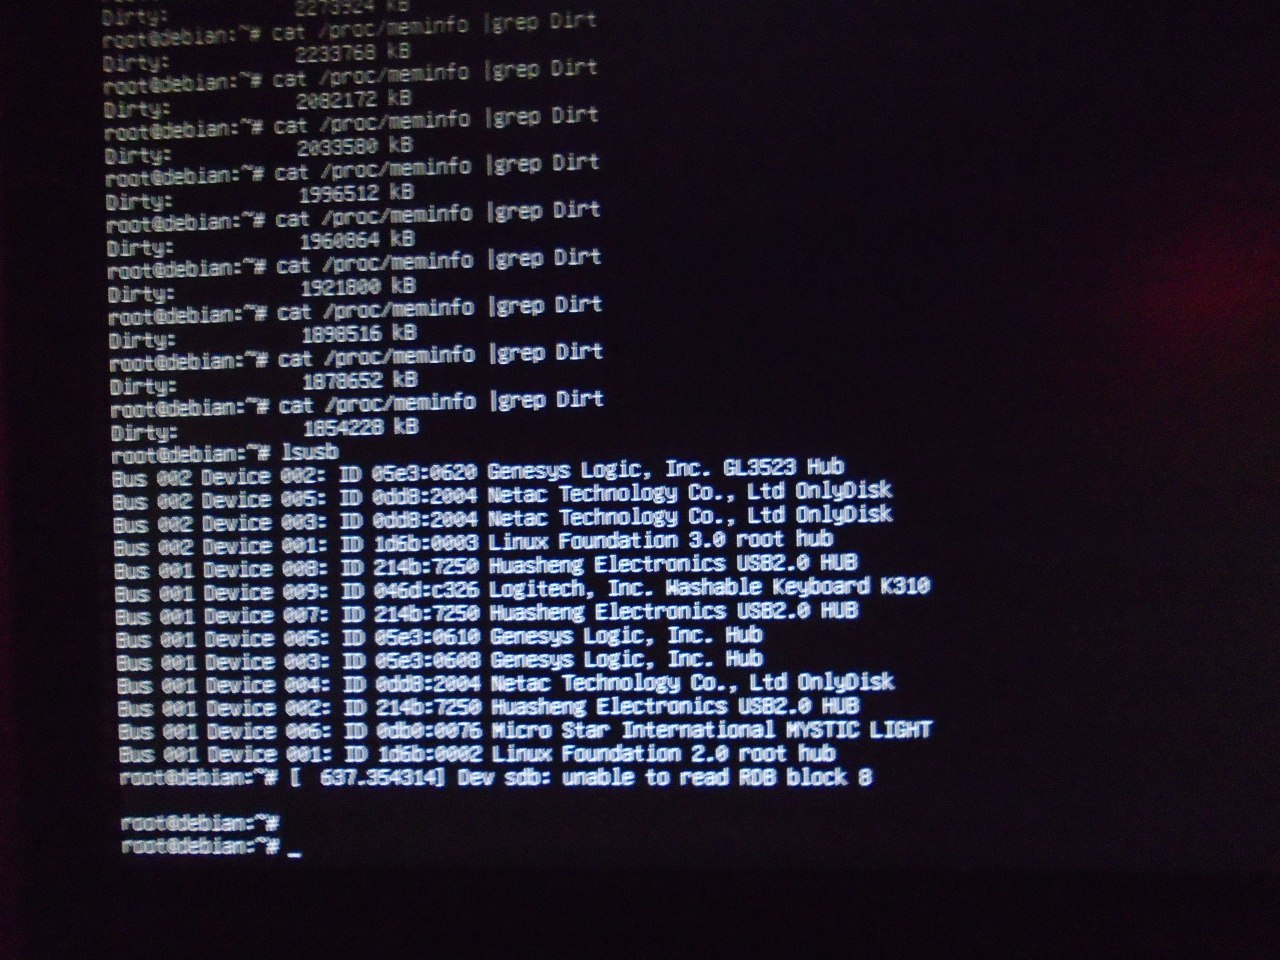 Dirty: 2273924 kB
root@debian:~# cat /proc/meminfo |grep Dirt
Dirty: 2233768 kB
root@debian:~# cat /proc/meminfo |grep Dirt
Dirty: 2082172 kB
root@debian:~# cat /proc/meminfo |grep Dirt
Dirty: 2033580 kB
root@debian:~# cat /proc/meminfo |grep Dirt
Dirty: 1996512 kB
root@debian:~# cat /proc/meminfo |grep Dirt
Dirty: 1960864 kB
root@debian:~# cat /proc/meminfo |grep Dirt
Dirty: 1921800 kB
root@debian:~# cat /proc/meminfo |grep Dirt
Dirty: 1898516 kB
root@debian:~# cat /proc/meminfo |grep Dirt
Dirty: 1878652 kB
root@debian:~# cat /proc/meminfo |grep Dirt
Dirty: 1854228 kB
root@debian:~# lsusb
Bus 002 Device 002: ID 05e3:0620 Genesys Logic, Inc. GL3523 Hub
Bus 002 Device 005: ID 0dd8:2004 Netac Technology Co., Ltd OnlyDisk
Bus 002 Device 003: ID 0dd8:2004 Netac Technology Co., Ltd OnlyDisk
Bus 002 Device 001: ID 1d6b:0003 Linux Foundation 3.0 root hub
Bus 001 Device 008: ID 214b:7250 Huasheng Electronics USB2.0 HUB
Bus 001 Device 009: ID 046d:c326 Logitech, Inc. Washable Keyboard K310
Bus 001 Device 007: ID 214b:7250 Huasheng Electronics USB2.0 HUB
Bus 001 Device 005: ID 05e3:0610 Genesys Logic, Inc. Hub
Bus 001 Device 003: ID 05e3:0608 Genesys Logic, Inc. Hub
Bus 001 Device 004: ID 0dd8:2004 Netac Technology Co., Ltd OnlyDisk
Bus 001 Device 002: ID 214b:7250 Huasheng Electronics USB2.0 HUB
Bus 001 Device 006: ID 0db0:0076 Micro Star International MYSTIC LIGHT
Bus 001 Device 001: ID 1d6b:0002 Linux Foundation 2.0 root hub
root@debian:~# [  637.354314] Dev sdb: unable to read RDB block 8
root@debian:~#
root@debian:~# _